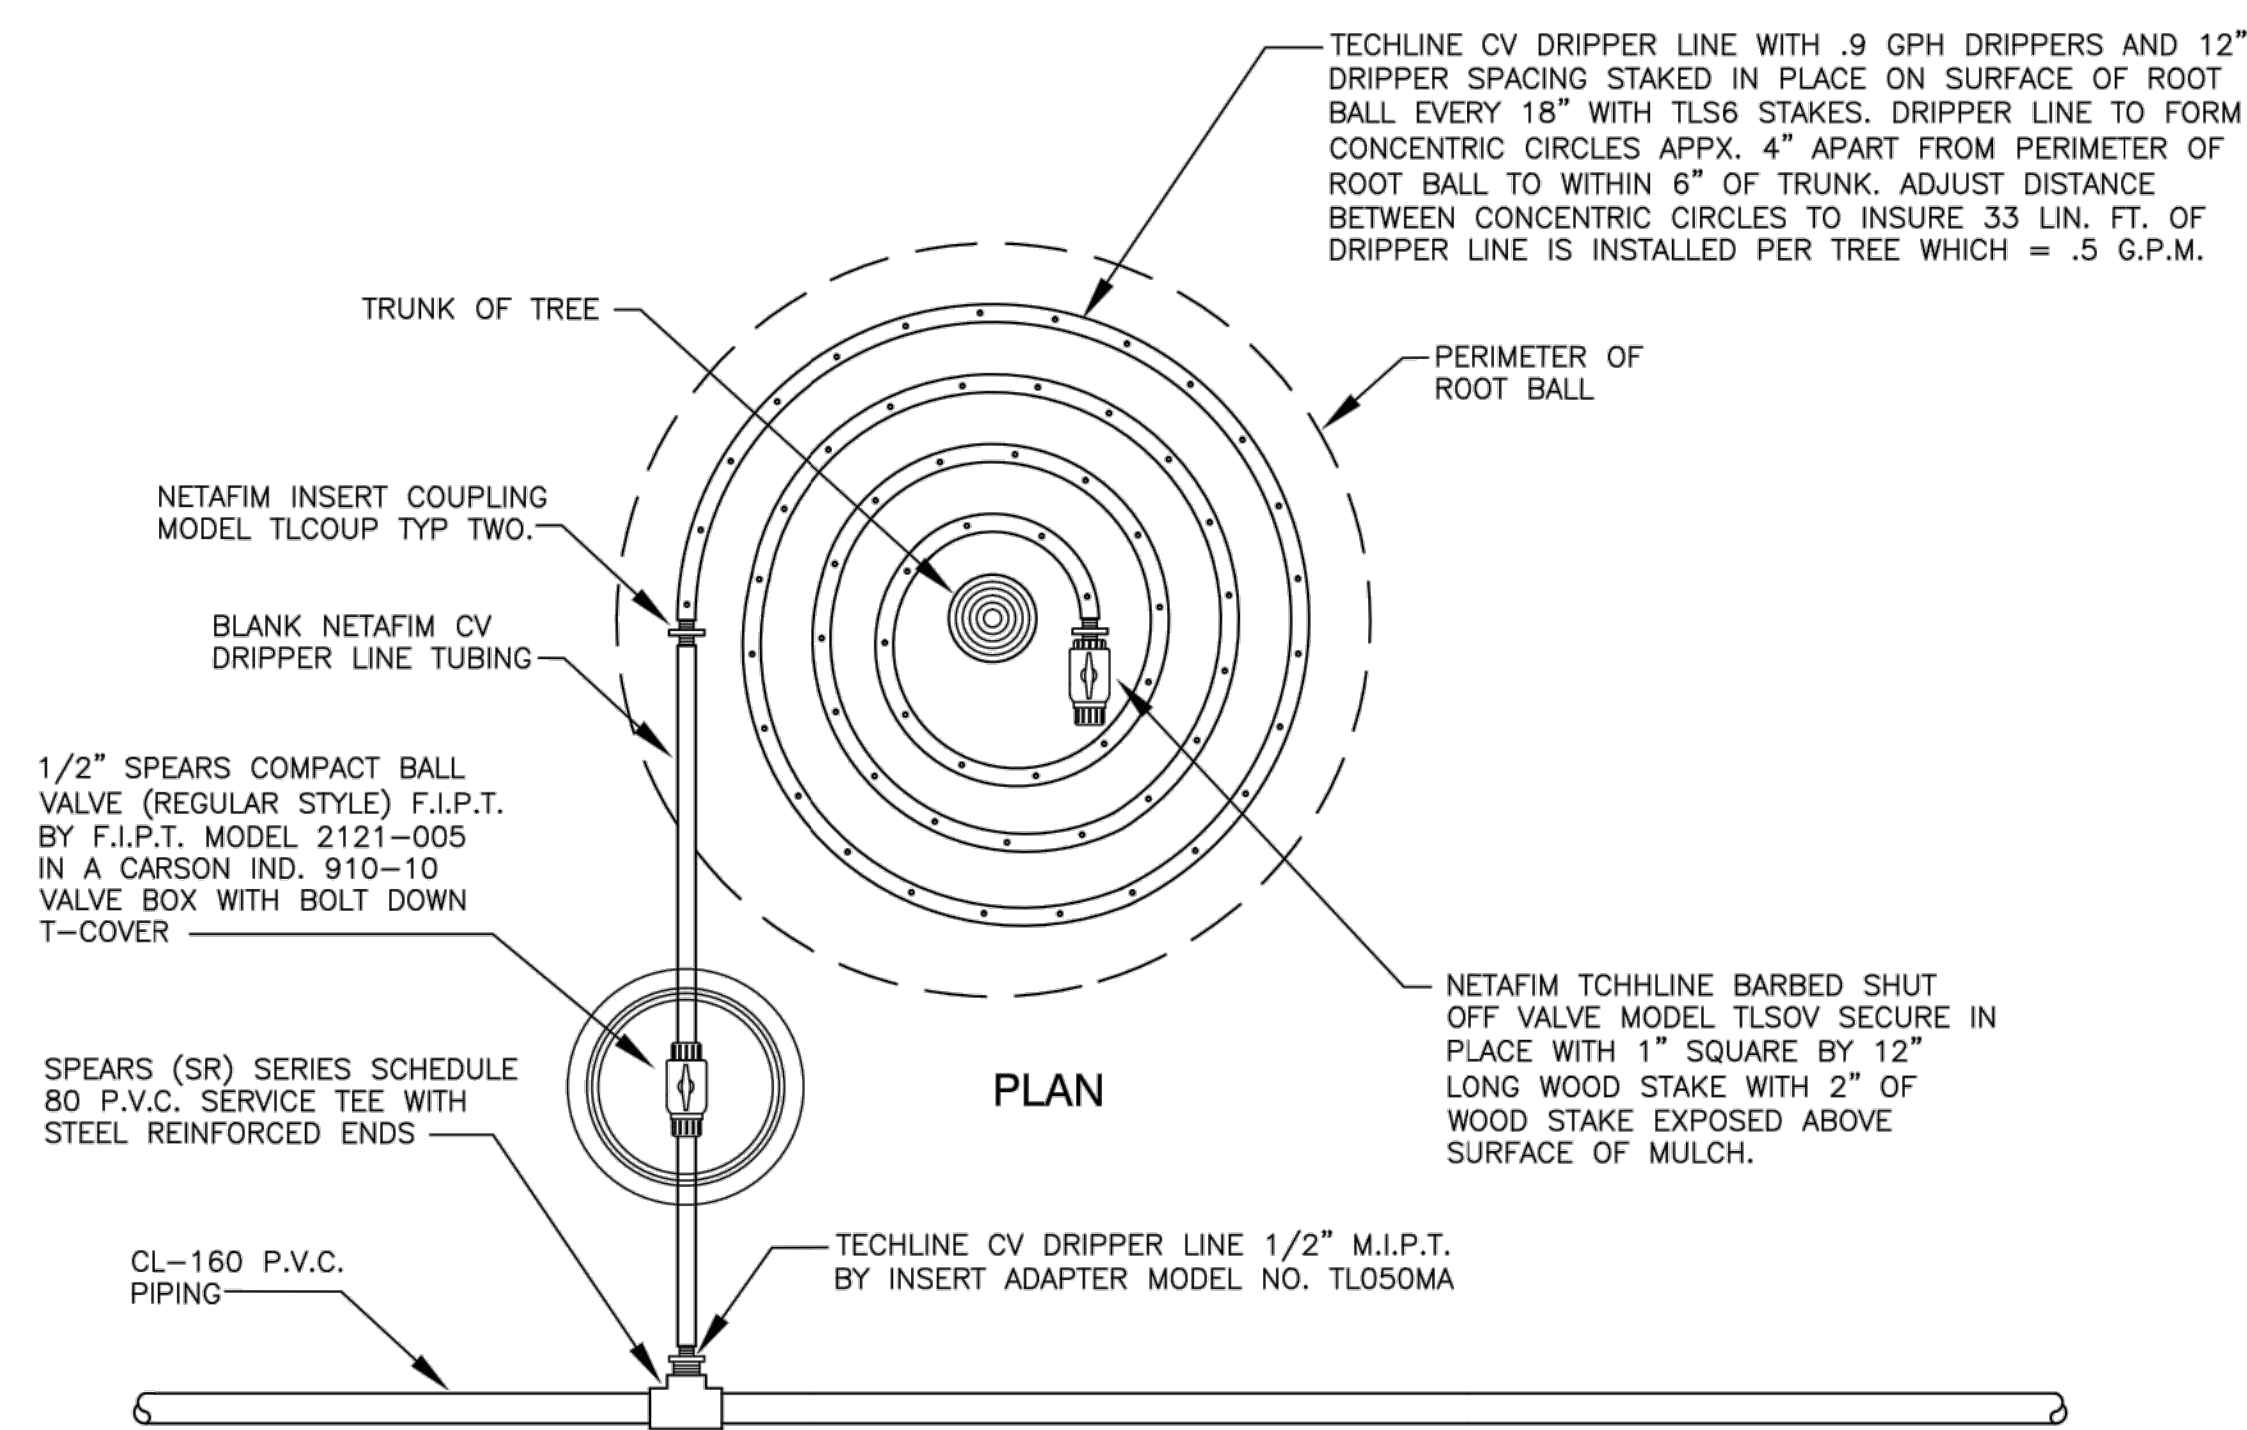 TECHLINE CV DRIPPER LINE WITH .9 GPH DRIPPERS AND 12”
DRIPPER SPACING STAKED IN PLACE ON SURFACE OF ROOT
BALL EVERY 18” WITH TLS6 STAKES. DRIPPER LINE TO FORM
CONCENTRIC CIRCLES APPX. 4” APART FROM PERIMETER OF
ROOT BALL TO WITHIN 6” OF TRUNK. ADJUST DISTANCE
BETWEEN CONCENTRIC CIRCLES TO INSURE 33 LIN. FT. OF
DRIPPER LINE IS INSTALLED PER TREE WHICH = .5 G.P.M.
TRUNK OF TREE
PERIMETER OF
ROOT BALL
NETAFIM INSERT COUPLING
MODEL TLCOUP TYP TWO.
BLANK NETAFIM CV
DRIPPER LINE TUBING
1/2” SPEARS COMPACT BALL
VALVE (REGULAR STYLE) F.I.P.T.
BY F.I.P.T. MODEL 2121-005
IN A CARSON IND. 910-10
VALVE BOX WITH BOLT DOWN
T-COVER
NETAFIM TCHHLINE BARBED SHUT
OFF VALVE MODEL TLSOV SECURE IN
PLACE WITH 1” SQUARE BY 12”
LONG WOOD STAKE WITH 2” OF
WOOD STAKE EXPOSED ABOVE
SURFACE OF MULCH.
PLAN
SPEARS (SR) SERIES SCHEDULE
80 P.V.C. SERVICE TEE WITH
STEEL REINFORCED ENDS
TECHLINE CV DRIPPER LINE 1/2” M.I.P.T.
BY INSERT ADAPTER MODEL NO. TL050MA
CL-160 P.V.C.
PIPING